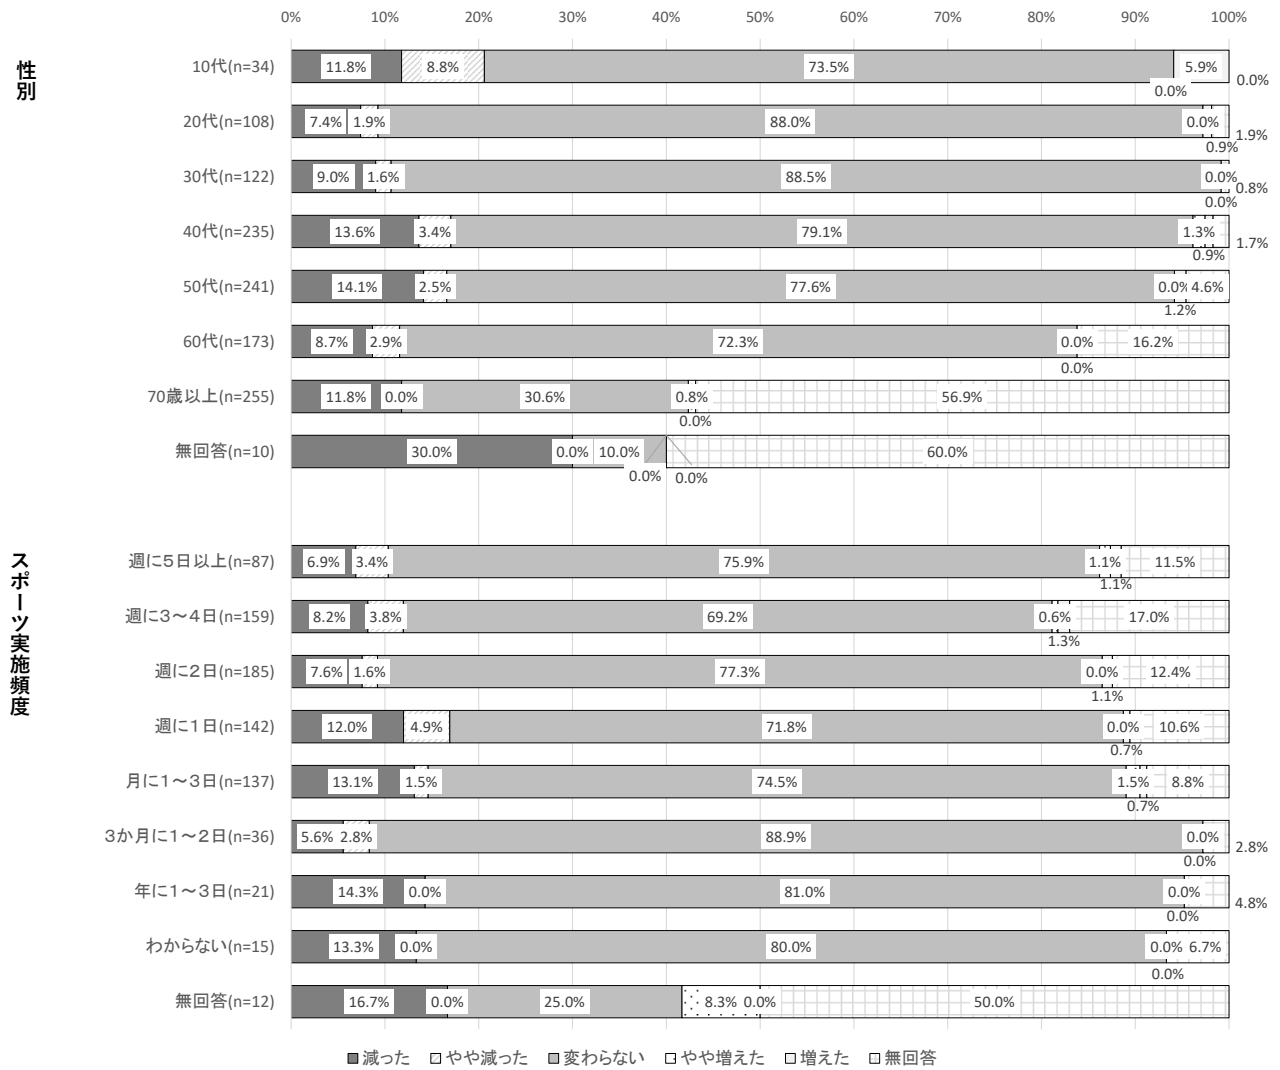 0% 10% 20% 30% 40% 50% 60% 70% 80% 90% 100%
性別
10代(n=34) 11.8% 8.8% 73.5% 0.0% 5.9% 0.0%
20代(n=108) 7.4% 1.9% 88.0% 0.0% 0.9% 1.9%
30代(n=122) 9.0% 1.6% 88.5% 0.0% 0.0% 0.8%
40代(n=235) 13.6% 3.4% 79.1% 1.3% 0.9% 1.7%
50代(n=241) 14.1% 2.5% 77.6% 0.0% 1.2% 4.6%
60代(n=173) 8.7% 2.9% 72.3% 0.0% 0.0% 16.2%
70歳以上(n=255) 11.8% 0.0% 30.6% 0.8% 0.0% 56.9%
無回答(n=10) 30.0% 0.0% 10.0% 0.0% 0.0% 60.0%
スポーツ実施頻度
週に５日以上(n=87) 6.9% 3.4% 75.9% 1.1% 1.1% 11.5%
週に３～４日(n=159) 8.2% 3.8% 69.2% 0.6% 1.3% 17.0%
週に２日(n=185) 7.6% 1.6% 77.3% 0.0% 1.1% 12.4%
週に１日(n=142) 12.0% 4.9% 71.8% 0.0% 0.7% 10.6%
月に１～３日(n=137) 13.1% 1.5% 74.5% 1.5% 0.7% 8.8%
３か月に１～２日(n=36) 5.6% 2.8% 88.9% 0.0% 0.0% 2.8%
年に１～３日(n=21) 14.3% 0.0% 81.0% 0.0% 0.0% 4.8%
わからない(n=15) 13.3% 0.0% 80.0% 0.0% 0.0% 6.7%
無回答(n=12) 16.7% 0.0% 25.0% 8.3% 0.0% 50.0%
減った やや減った 変わらない やや増えた 増えた 無回答